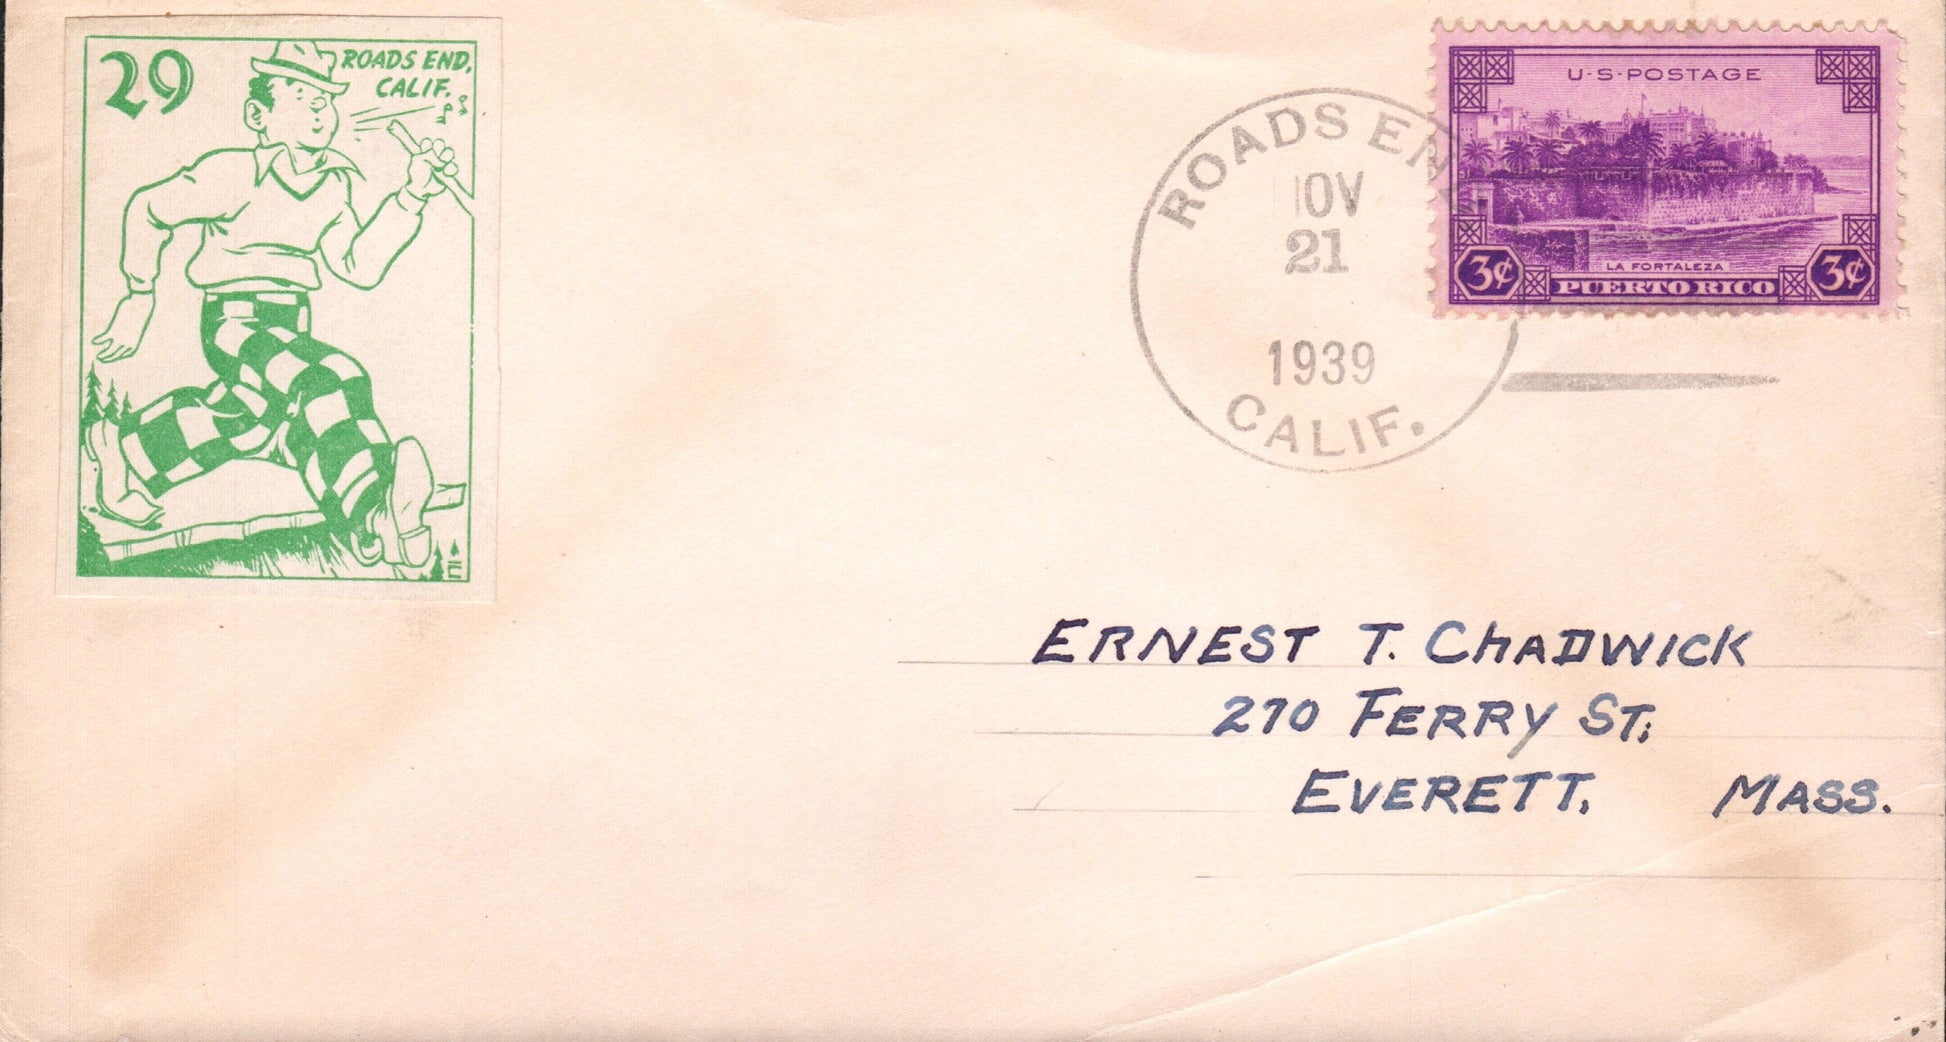 29
ROADS END,
CALIF.
E
ROADS END
NOV
21
1939
CALIF.
U·S·POSTAGE
LA FORTALEZA
3¢ PUERTO RICO 3¢
ERNEST T. CHADWICK
270 FERRY ST.
EVERETT, MASS.